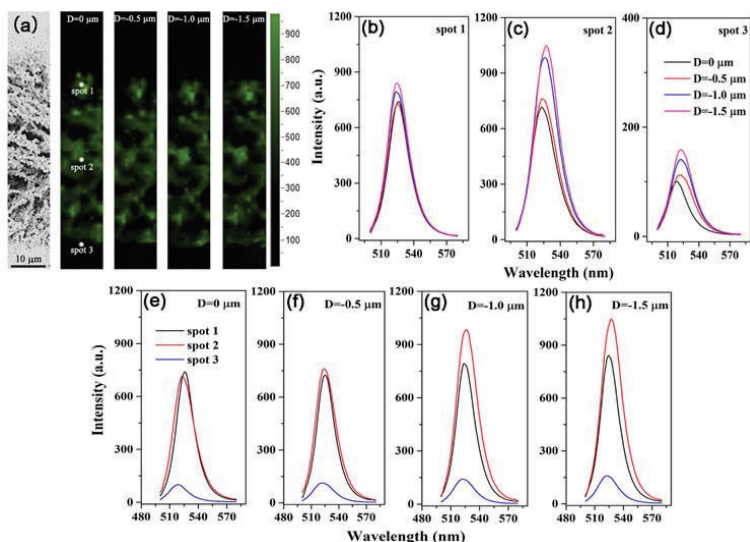 (a)
D=0 μm
D=-0.5 μm
D=-1.0 μm
D=-1.5 μm
spot 1
spot 2
spot 3
10 μm
900
800
700
600
500
400
300
200
100
(b)
spot 1
1200
900
600
300
0
510 540 570
Intensity (a.u.)
(c)
spot 2
1200
900
600
300
0
510 540 570
(d)
spot 3
400
200
0
510 540 570
D=0 μm
D=-0.5 μm
D=-1.0 μm
D=-1.5 μm
Wavelength (nm)
(e)
D=0 μm
spot 1
spot 2
spot 3
1200
900
600
300
0
480 510 540 570
Intensity (a.u.)
(f)
D=-0.5 μm
1200
900
600
300
0
480 510 540 570
(g)
D=-1.0 μm
1200
900
600
300
0
480 510 540 570
(h)
D=-1.5 μm
1200
900
600
300
0
480 510 540 570
Wavelength (nm)